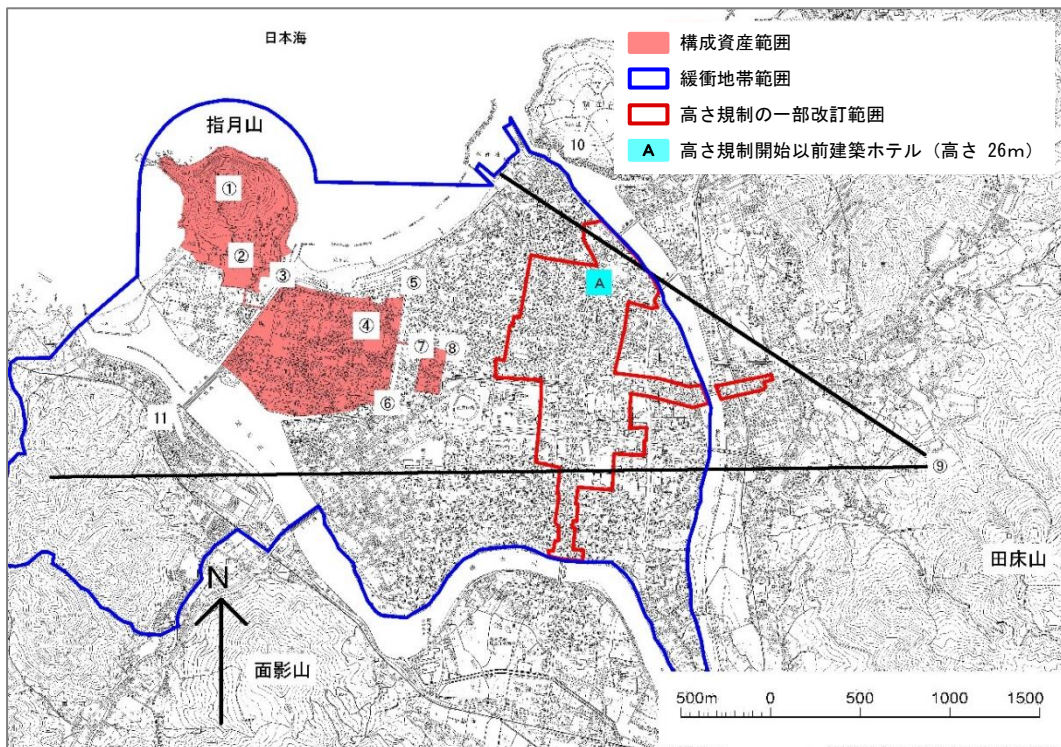 日本海
構成資産範囲
緩衝地帯範囲
高さ規制の一部改訂範囲
A 高さ規制開始以前建築ホテル（高さ 26m）
指月山
10
①
②
③
⑤
A
④
⑦
⑧
⑥
11
⑨
田床山
N
面影山
500m 0 500 1000 1500